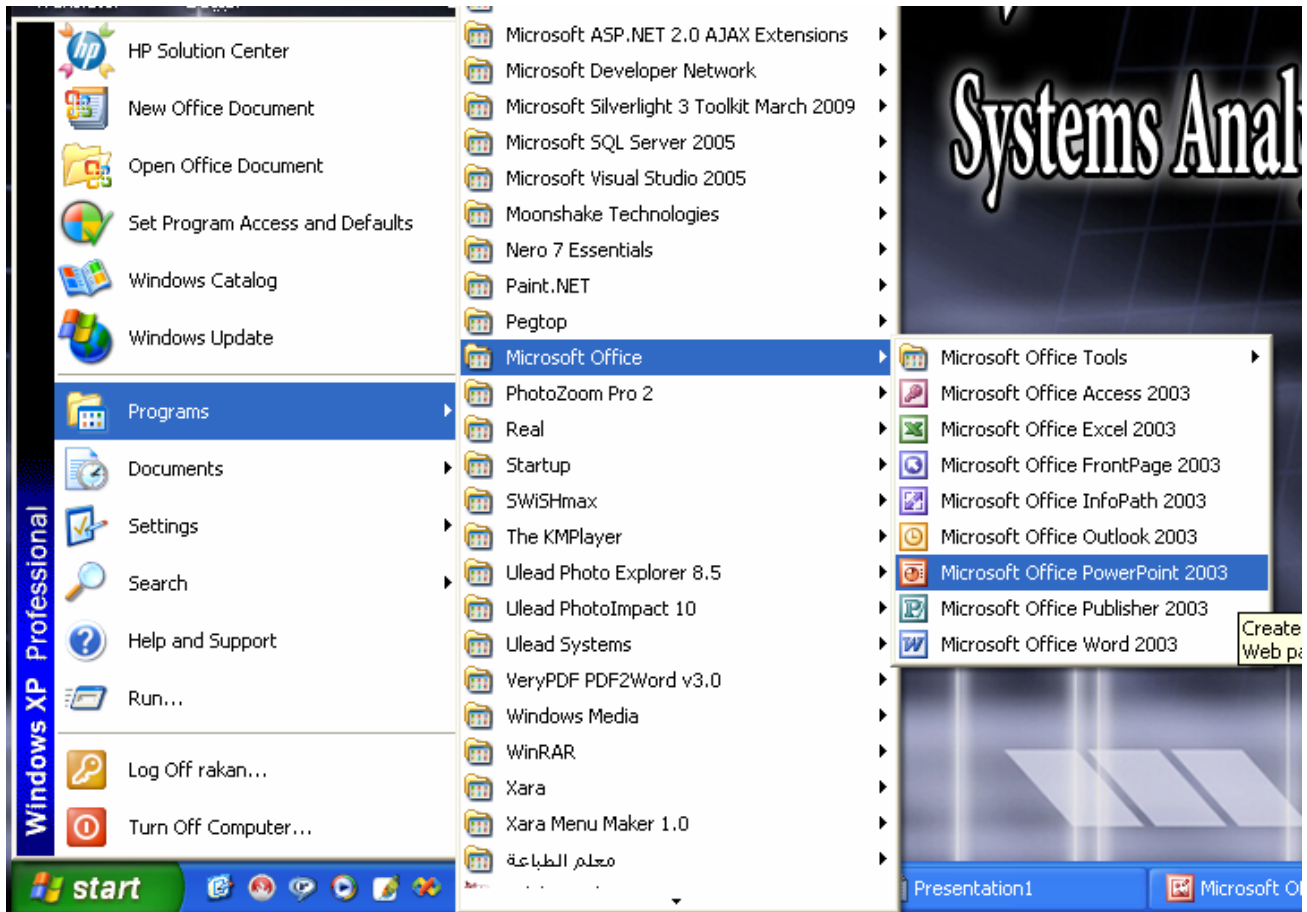 HP Solution Center
New Office Document
Open Office Document
Set Program Access and Defaults
Windows Catalog
Windows Update
Programs
Documents
Settings
Search
Help and Support
Run...
Log Off rakan...
Turn Off Computer...
Windows XP Professional
Microsoft ASP.NET 2.0 AJAX Extensions
Microsoft Developer Network
Microsoft Silverlight 3 Toolkit March 2009
Microsoft SQL Server 2005
Microsoft Visual Studio 2005
Moonshake Technologies
Nero 7 Essentials
Paint.NET
Pegtop
Microsoft Office
PhotoZoom Pro 2
Real
Startup
SWiSHmax
The KMPlayer
Ulead Photo Explorer 8.5
Ulead PhotoImpact 10
Ulead Systems
VeryPDF PDF2Word v3.0
Windows Media
WinRAR
Xara
Xara Menu Maker 1.0
معلم الطباعة
Microsoft Office Tools
Microsoft Office Access 2003
Microsoft Office Excel 2003
Microsoft Office FrontPage 2003
Microsoft Office InfoPath 2003
Microsoft Office Outlook 2003
Microsoft Office PowerPoint 2003
Microsoft Office Publisher 2003
Microsoft Office Word 2003
Create
Web pa
Systems Analy
start
Presentation1
Microsoft Of